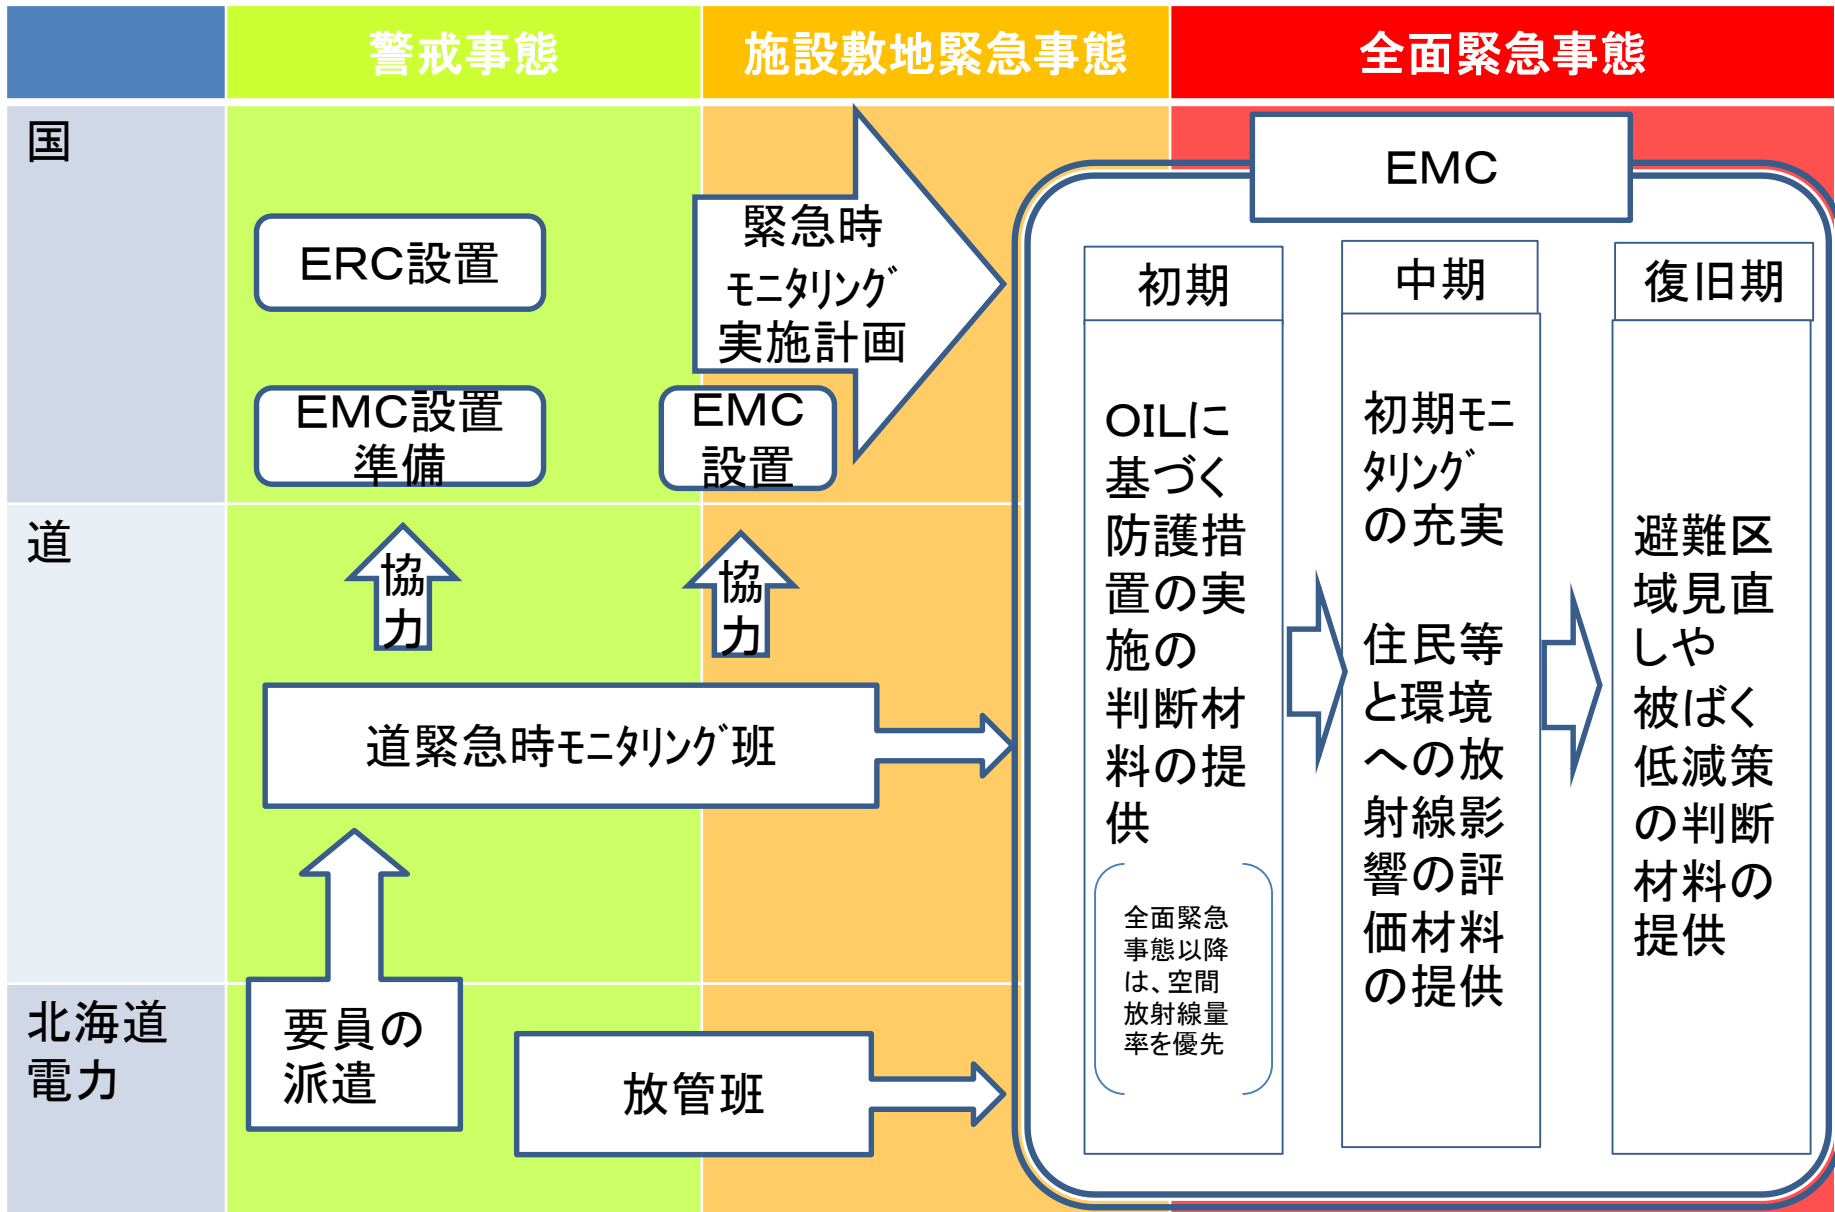 警戒事態
施設敷地緊急事態
全面緊急事態
国
ERC設置
EMC設置
準備
EMC
設置
緊急時
ﾓﾆﾀﾘﾝｸﾞ
実施計画
道
協
力
協
力
道緊急時ﾓﾆﾀﾘﾝｸﾞ班
北海道
電力
要員の
派遣
放管班
EMC
初期
OILに
基づく
防護措
置の実
施の
判断材
料の提
供
全面緊急
事態以降
は、空間
放射線量
率を優先
中期
初期ﾓﾆ
ﾀﾘﾝｸﾞ
の充実
住民等
と環境
への放
射線影
響の評
価材料
の提供
復旧期
避難区
域見直
しや
被ばく
低減策
の判断
材料の
提供